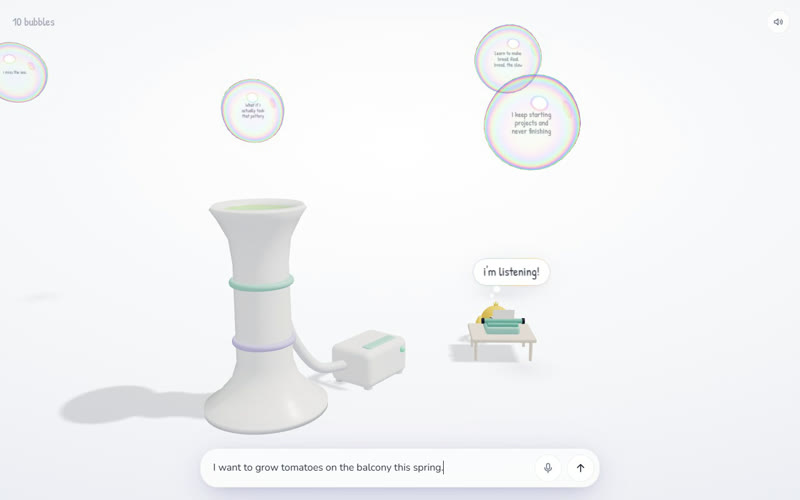 10 bubbles
I miss the sea.
Learn to make
bread. Real
bread, the slow
What if i
actually took
that pottery
I keep starting
projects and
never finishing
i'm listening!
I want to grow tomatoes on the balcony this spring.